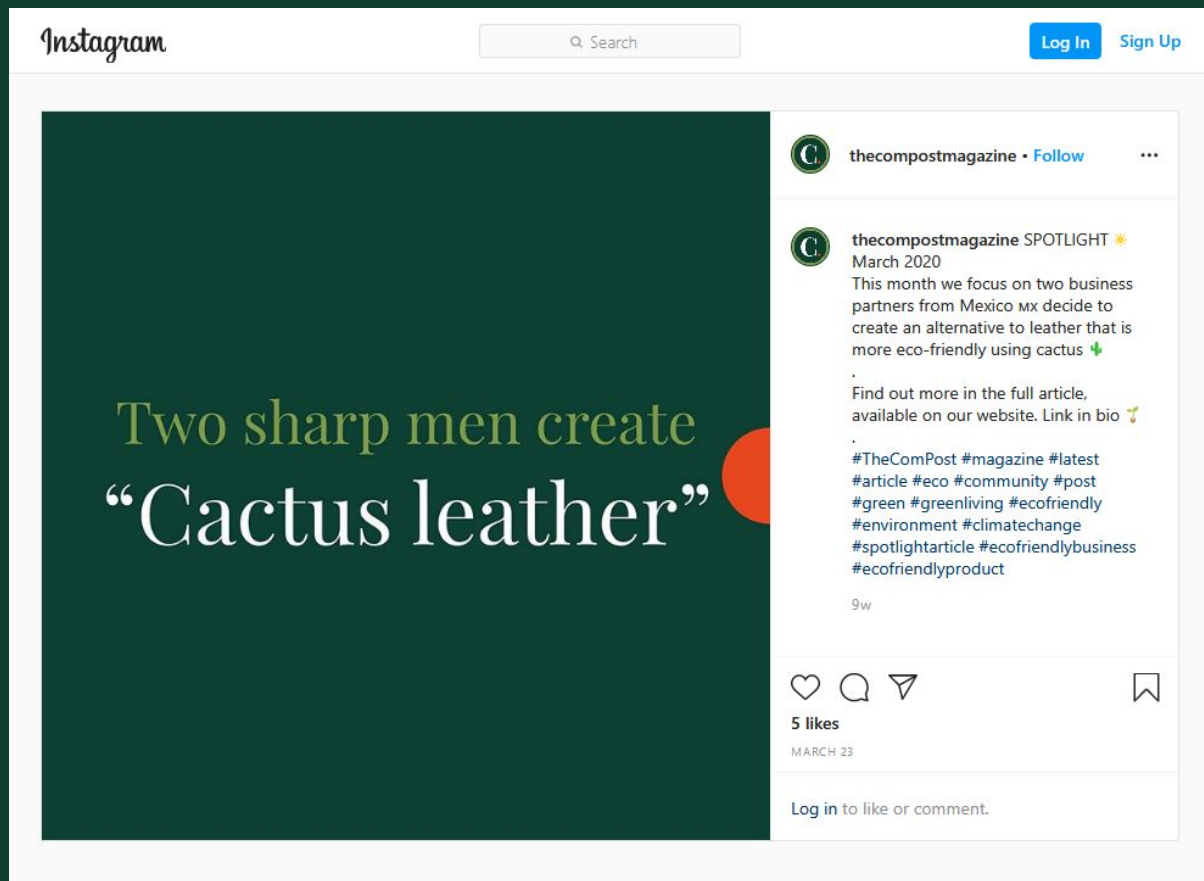 Instagram
Search
Log In
Sign Up
Two sharp men create
“Cactus leather”
C.
thecompostmagazine • Follow
C.
thecompostmagazine SPOTLIGHT ☀️
March 2020
This month we focus on two business
partners from Mexico ᴍx decide to
create an alternative to leather that is
more eco-friendly using cactus 🌵
.
Find out more in the full article,
available on our website. Link in bio 🌱
.
#TheComPost #magazine #latest
#article #eco #community #post
#green #greenliving #ecofriendly
#environment #climatechange
#spotlightarticle #ecofriendlybusiness
#ecofriendlyproduct
9w
5 likes
MARCH 23
Log in to like or comment.